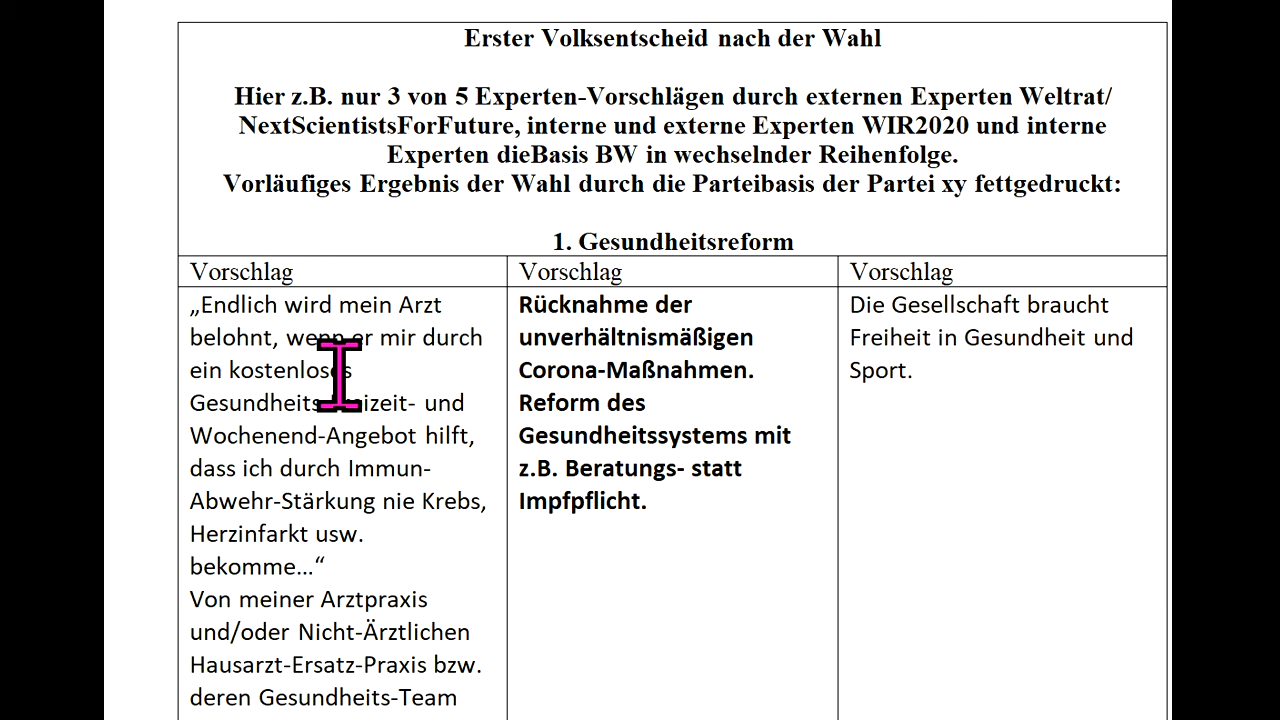 Erster Volksentscheid nach der Wahl
Hier z.B. nur 3 von 5 Experten-Vorschlägen durch externen Experten Weltrat/
NextScientistsForFuture, interne und externe Experten WIR2020 und interne
Experten dieBasis BW in wechselnder Reihenfolge.
Vorläufiges Ergebnis der Wahl durch die Parteibasis der Partei xy fettgedruckt:
1. Gesundheitsreform
Vorschlag
„Endlich wird mein Arzt
belohnt, wenn er mir durch
ein kostenloses
Gesundheits-Freizeit- und
Wochenend-Angebot hilft,
dass ich durch Immun-
Abwehr-Stärkung nie Krebs,
Herzinfarkt usw.
bekomme…“
Von meiner Arztpraxis
und/oder Nicht-Ärztlichen
Hausarzt-Ersatz-Praxis bzw.
deren Gesundheits-Team
Vorschlag
Rücknahme der
unverhältnismäßigen
Corona-Maßnahmen.
Reform des
Gesundheitssystems mit
z.B. Beratungs- statt
Impfpflicht.
Vorschlag
Die Gesellschaft braucht
Freiheit in Gesundheit und
Sport.